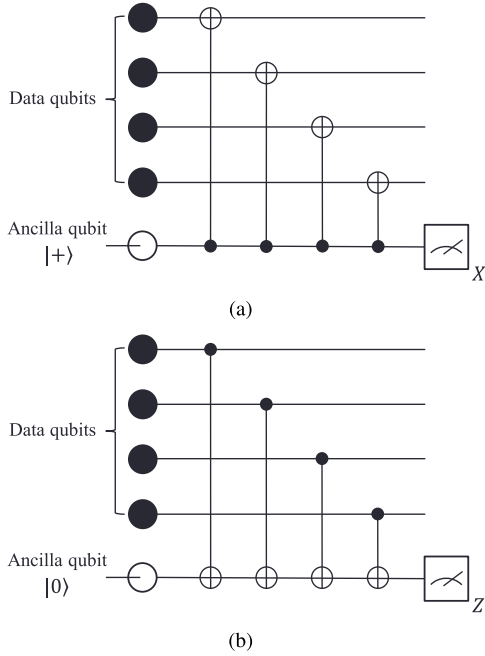 Data qubits
Ancilla qubit
|+⟩
X
(a)
Data qubits
Ancilla qubit
|0⟩
Z
(b)